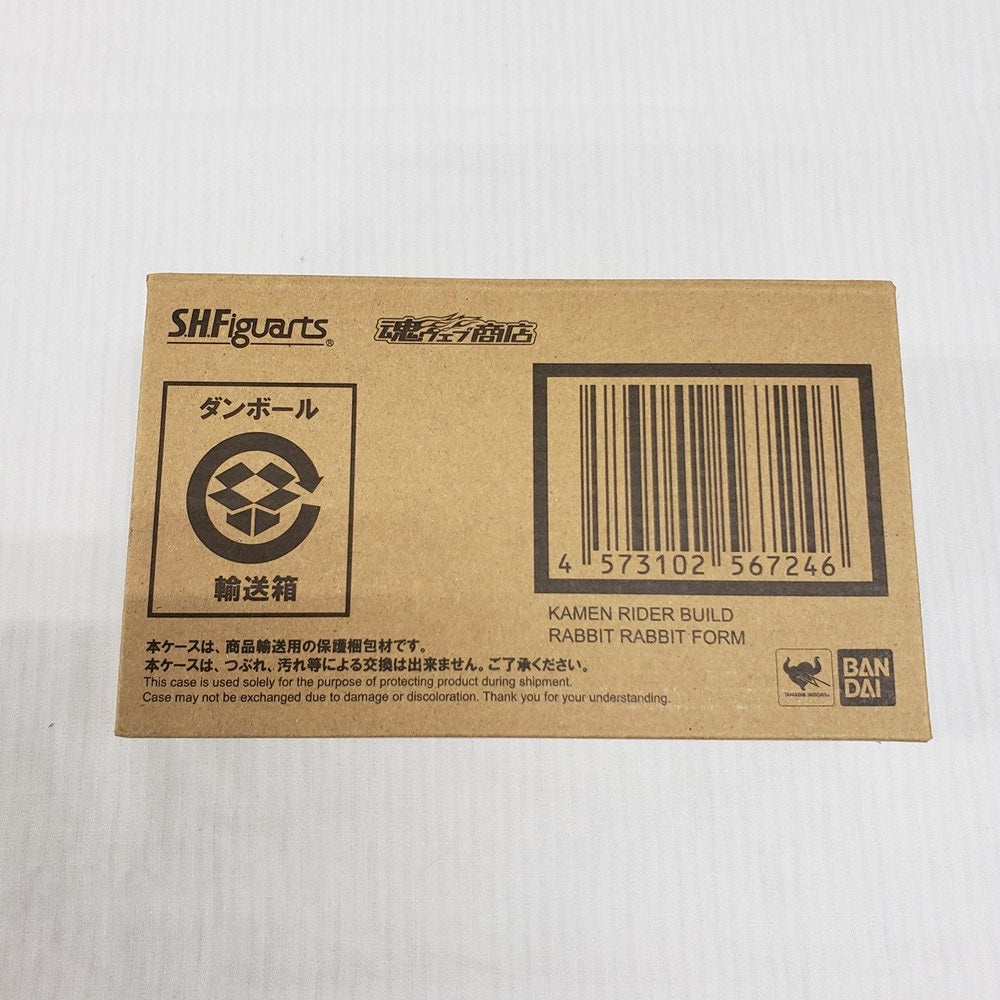 S.H.Figuarts®
魂ウェブ商店
ダンボール
輸送箱
4 573102 567246
KAMEN RIDER BUILD
RABBIT RABBIT FORM
本ケースは、商品輸送用の保護梱包材です。
本ケースは、つぶれ、汚れ等による交換は出来ません。ご了承ください。
This case is used solely for the purpose of protecting product during shipment.
Case may not be exchanged due to damage or discoloration. Thank you for your understanding.
TAMASHII NATIONS
BAN
DAI